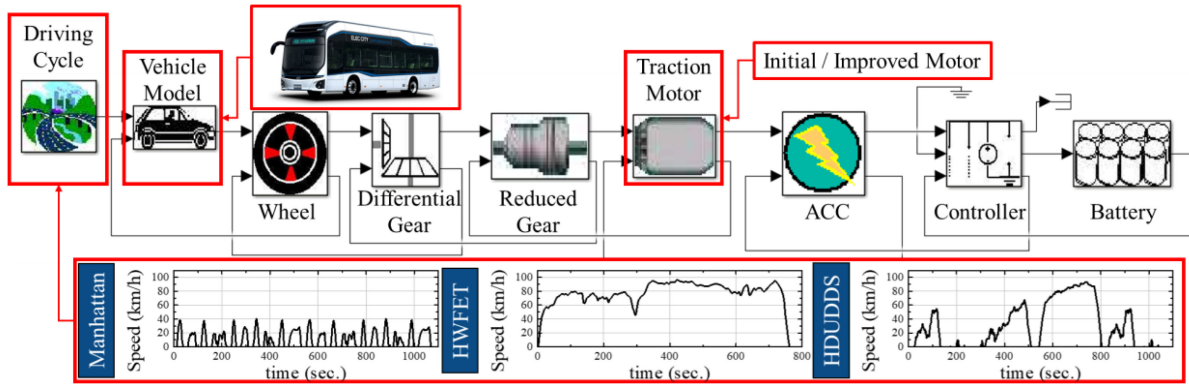 Driving
Cycle
Vehicle
Model
ELEC CITY
Traction
Motor
Initial / Improved Motor
Wheel
Differential
Gear
Reduced
Gear
ACC
Controller
Battery
Manhattan
Speed (km/h)
100
80
60
40
20
0
0 200 400 600 800 1000
time (sec.)
HWFET
Speed (km/h)
100
80
60
40
20
0
0 200 400 600 800
time (sec.)
HDUDDS
Speed (km/h)
100
80
60
40
20
0
0 200 400 600 800 1000
time (sec.)